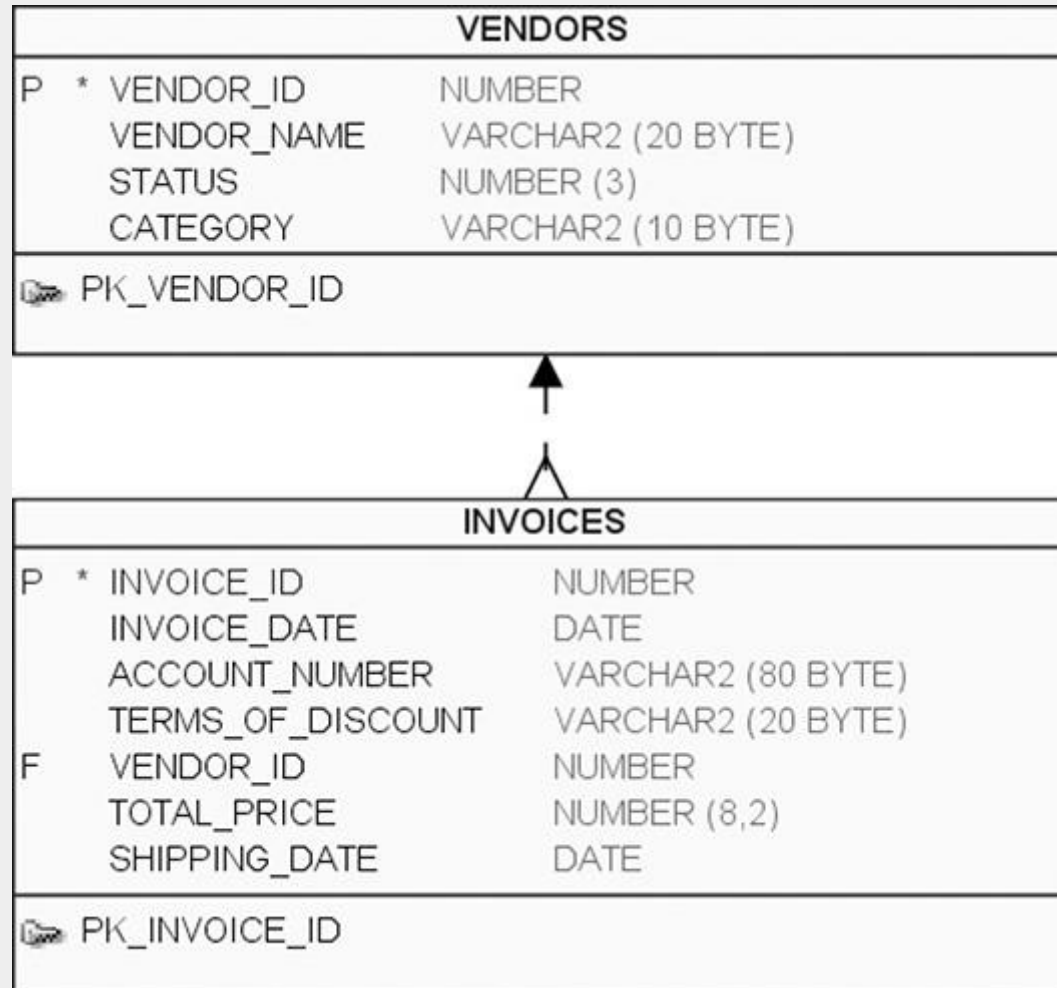 VENDORS
P * VENDOR_ID NUMBER
VENDOR_NAME VARCHAR2 (20 BYTE)
STATUS NUMBER (3)
CATEGORY VARCHAR2 (10 BYTE)
PK_VENDOR_ID
INVOICES
P * INVOICE_ID NUMBER
INVOICE_DATE DATE
ACCOUNT_NUMBER VARCHAR2 (80 BYTE)
TERMS_OF_DISCOUNT VARCHAR2 (20 BYTE)
F VENDOR_ID NUMBER
TOTAL_PRICE NUMBER (8,2)
SHIPPING_DATE DATE
PK_INVOICE_ID